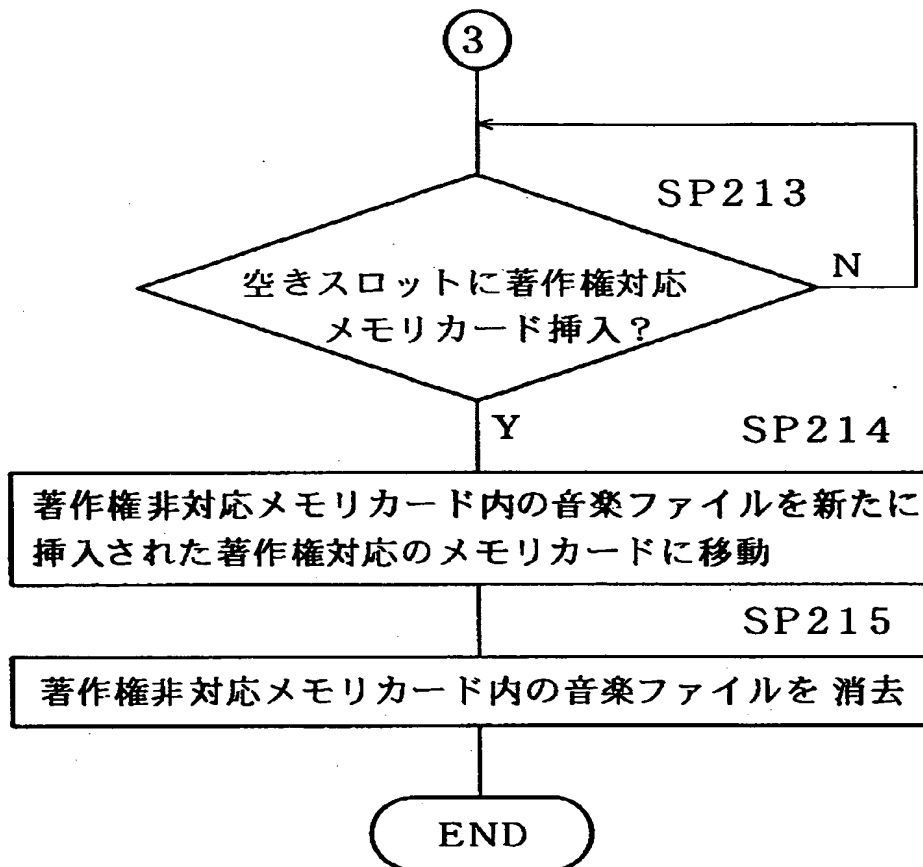 3
SP213
空きスロットに著作権対応
メモリカード挿入?
N
Y
SP214
著作権非対応メモリカード内の音楽ファイルを新たに
挿入された著作権対応のメモリカードに移動
SP215
著作権非対応メモリカード内の音楽ファイルを 消去
END